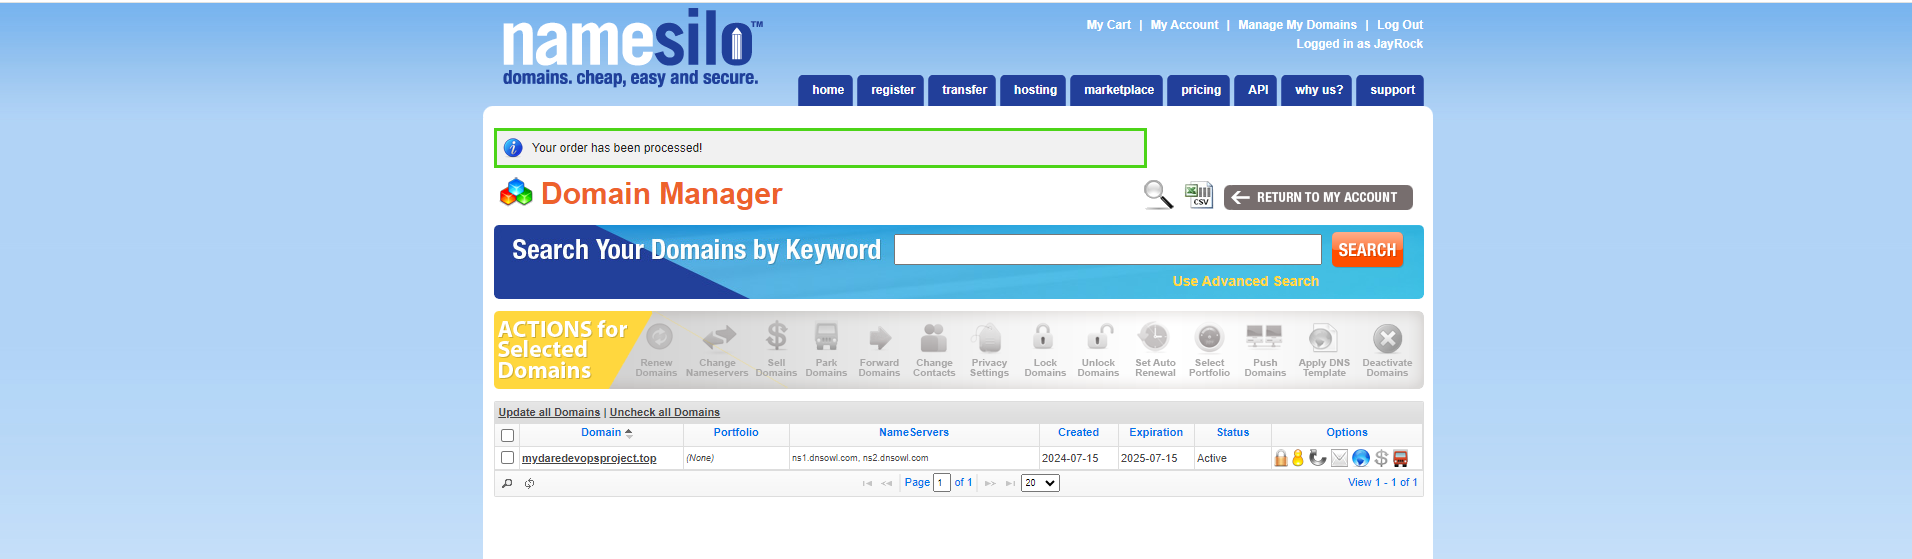 namesilo™
domains. cheap, easy and secure.
My Cart | My Account | Manage My Domains | Log Out
Logged in as JayRock
home register transfer hosting marketplace pricing API why us? support
Your order has been processed!
Domain Manager
CSV
RETURN TO MY ACCOUNT
Search Your Domains by Keyword
SEARCH
Use Advanced Search
ACTIONS for
Selected
Domains
Renew Domains
Change Nameservers
Sell Domains
Park Domains
Forward Domains
Change Contacts
Privacy Settings
Lock Domains
Unlock Domains
Set Auto Renewal
Select Portfolio
Push Domains
Apply DNS Template
Deactivate Domains
Update all Domains | Uncheck all Domains
Domain Portfolio NameServers Created Expiration Status Options
mydaredevopsproject.top (None) ns1.dnsowl.com, ns2.dnsowl.com 2024-07-15 2025-07-15 Active
Page 1 of 1 20 View 1 - 1 of 1